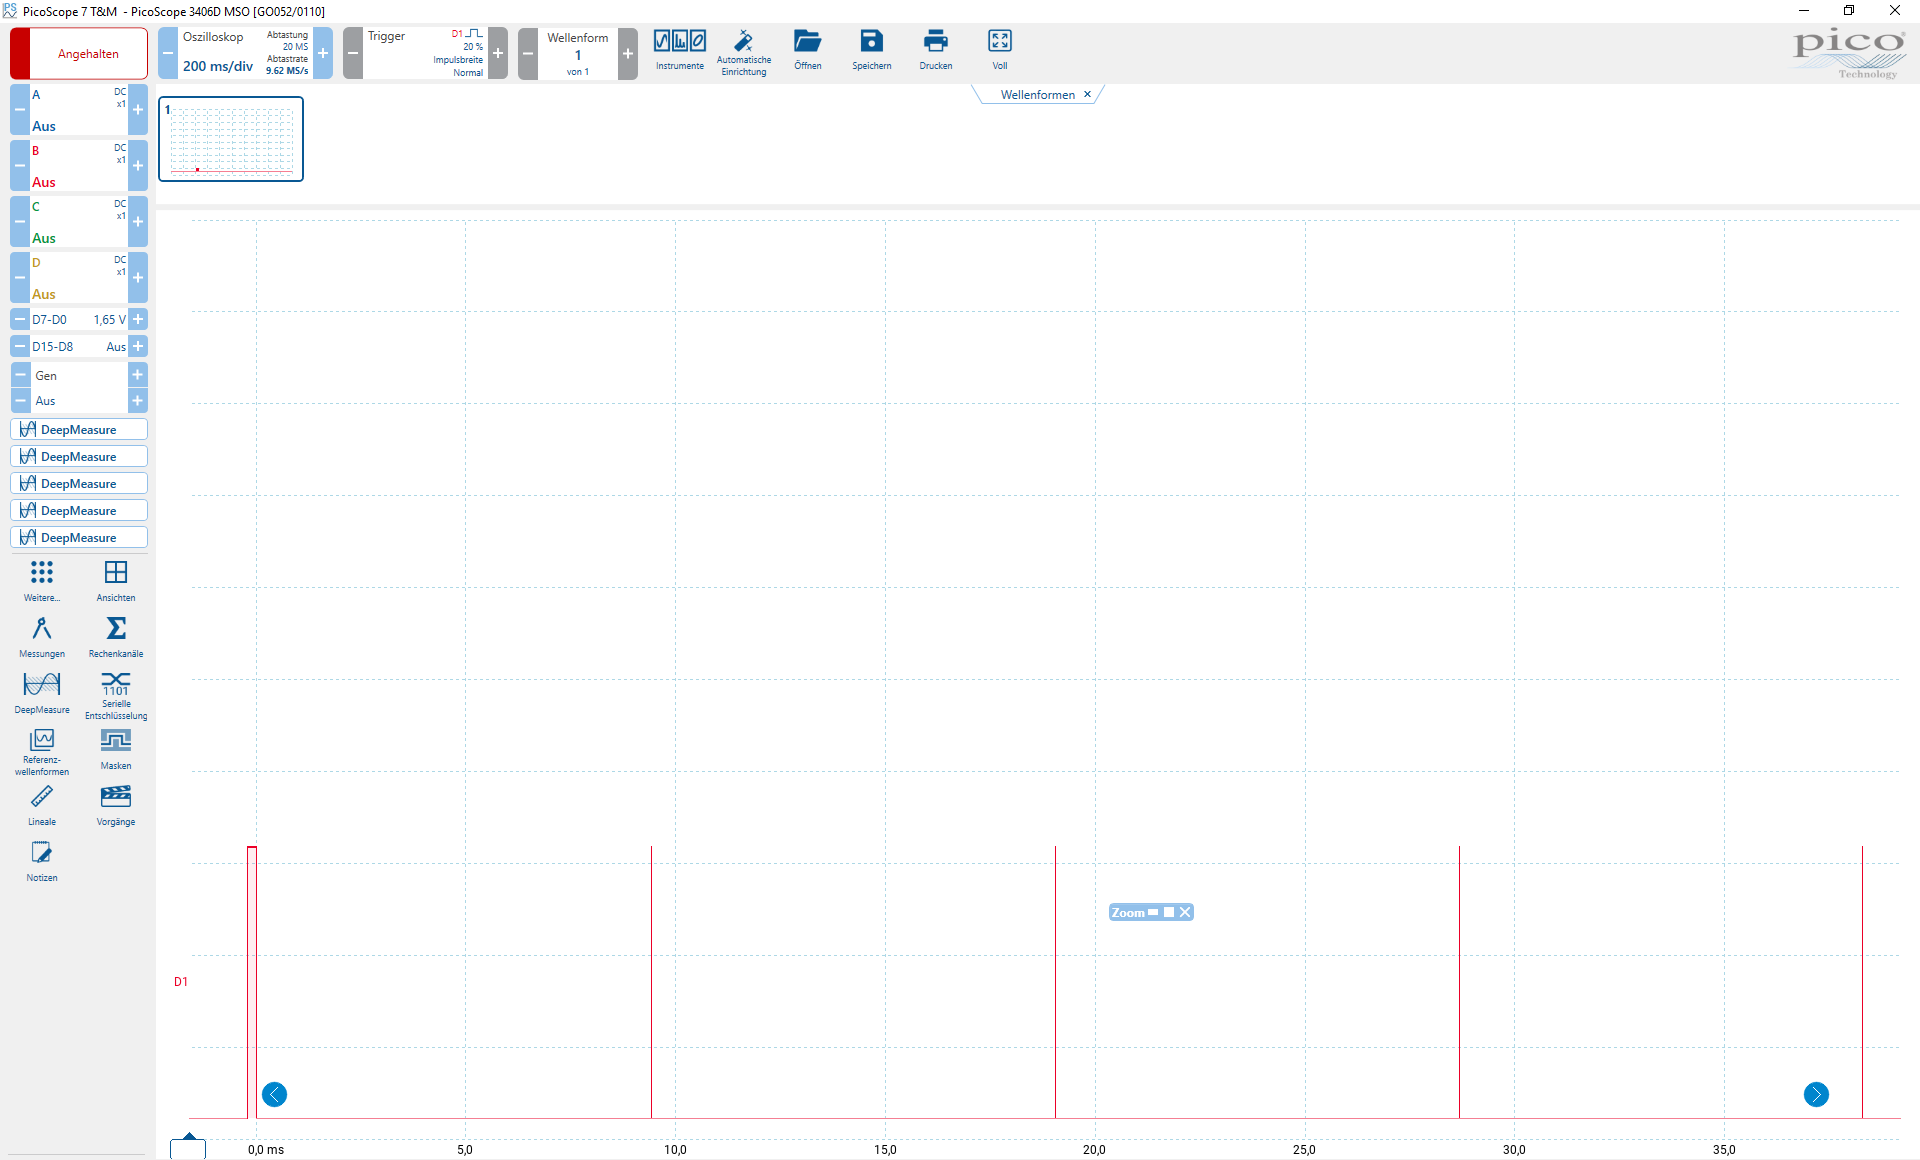 PicoScope 7 T&M - PicoScope 3406D MSO [GO052/0110]
Angehalten
Oszilloskop
200 ms/div
Abtastung
20 MS
Abtastrate
9.62 MS/s
Trigger
D1
20 %
Impulsbreite
Normal
Wellenform
1
von 1
Instrumente
Automatische
Einrichtung
Öffnen
Speichern
Drucken
Voll
pico
Technology
A
DC
x1
Aus
B
DC
x1
Aus
C
DC
x1
Aus
D
DC
x1
Aus
D7-D0 1,65 V
D15-D8 Aus
Gen
Aus
DeepMeasure
DeepMeasure
DeepMeasure
DeepMeasure
DeepMeasure
Weitere...
Ansichten
Messungen
Rechenkanäle
DeepMeasure
1101
Serielle
Entschlüsselung
Referenz-
wellenformen
Masken
Lineale
Vorgänge
Notizen
1
Wellenformen
Zoom
D1
0,0 ms 5,0 10,0 15,0 20,0 25,0 30,0 35,0